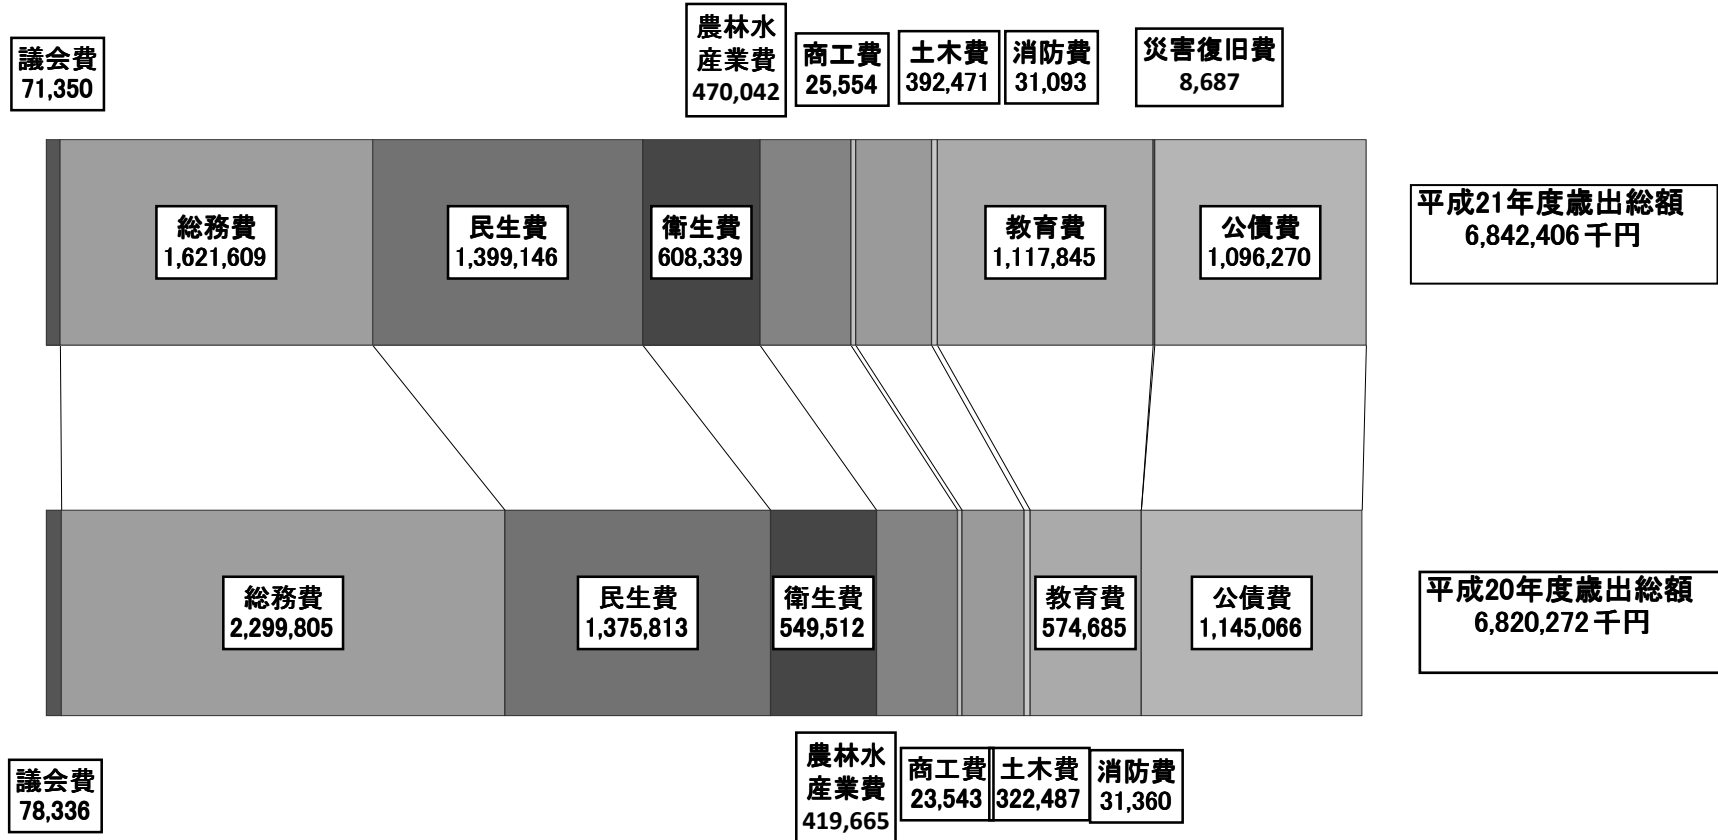 議会費
71,350
農林水
産業費
470,042
商工費
25,554
土木費
392,471
消防費
31,093
災害復旧費
8,687
総務費
1,621,609
民生費
1,399,146
衛生費
608,339
教育費
1,117,845
公債費
1,096,270
平成21年度歳出総額
6,842,406 千円
総務費
2,299,805
民生費
1,375,813
衛生費
549,512
教育費
574,685
公債費
1,145,066
平成20年度歳出総額
6,820,272 千円
議会費
78,336
農林水
産業費
419,665
商工費
23,543
土木費
322,487
消防費
31,360